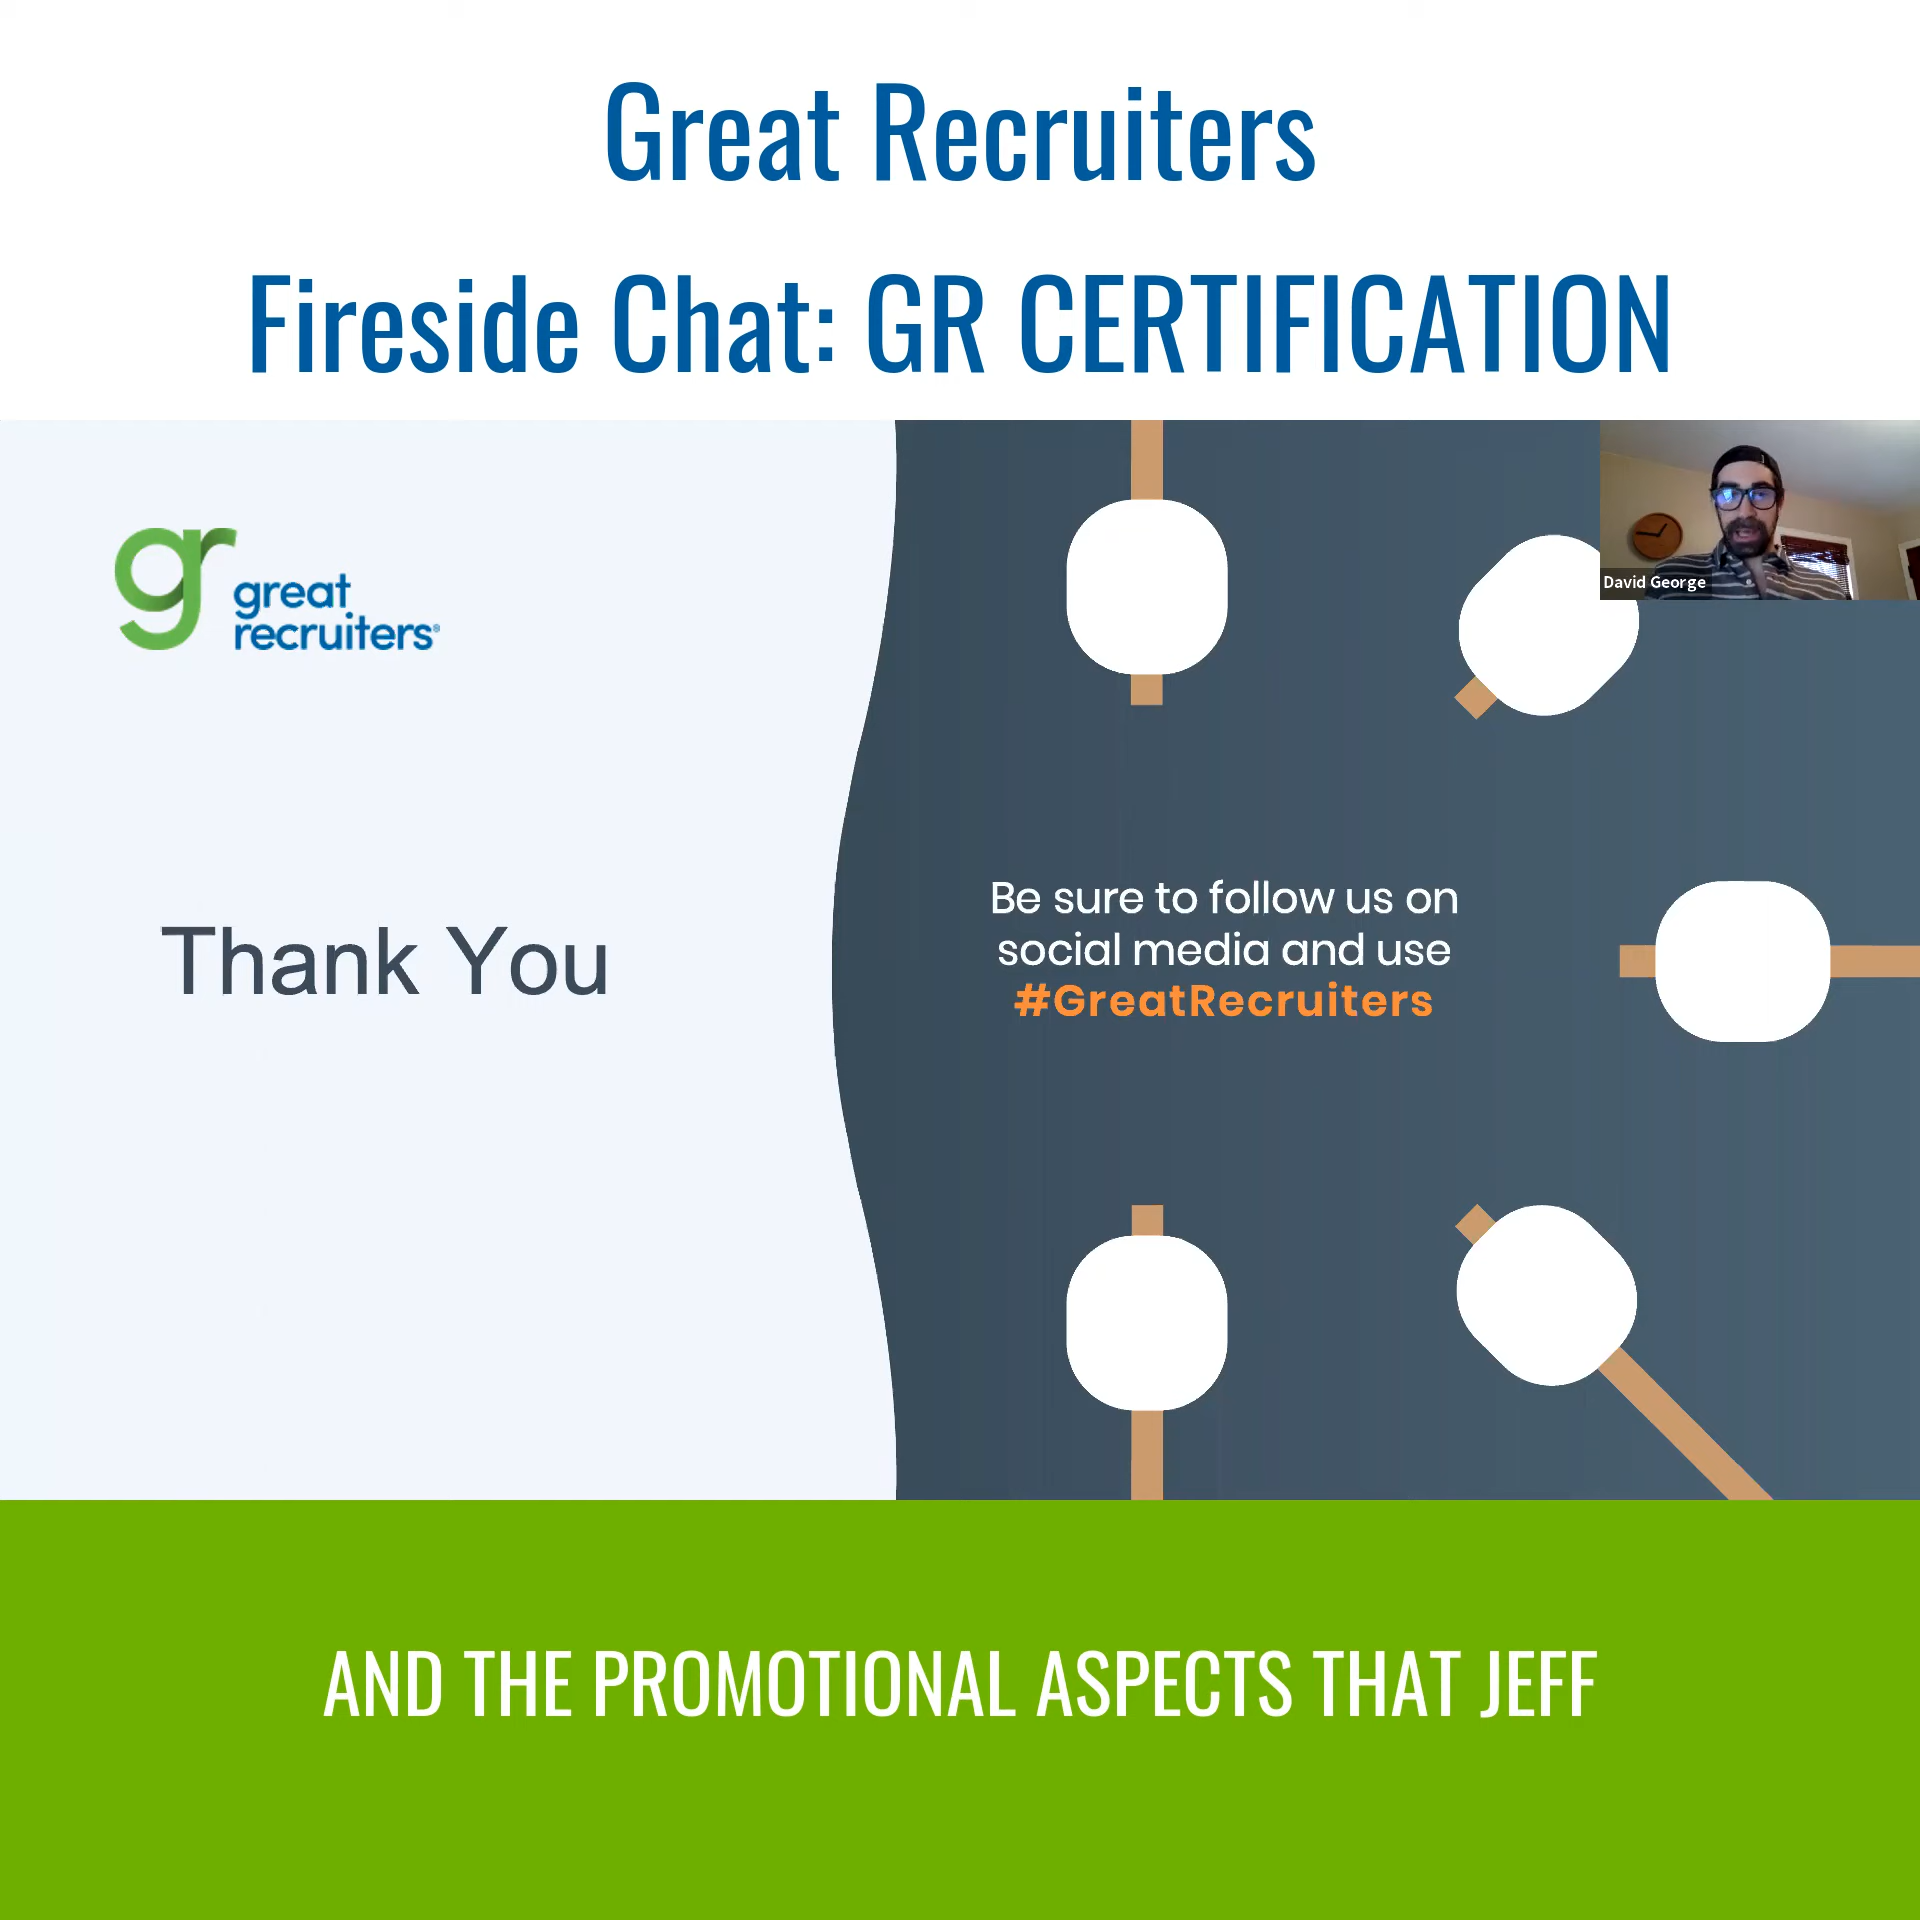 Great Recruiters
Fireside Chat: GR CERTIFICATION
David George
gr
great
recruiters®
Thank You
Be sure to follow us on
social media and use
#GreatRecruiters
AND THE PROMOTIONAL ASPECTS THAT JEFF